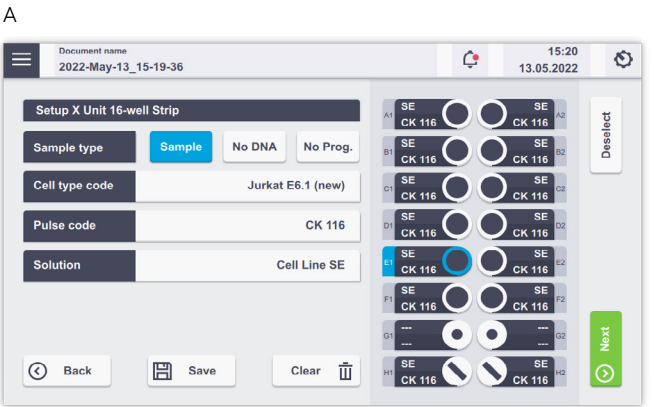 A
Document name
2022-May-13_15-19-36
15:20
13.05.2022
Setup X Unit 16-well Strip
Sample type
Sample
No DNA
No Prog.
Cell type code
Jurkat E6.1 (new)
Pulse code
CK 116
Solution
Cell Line SE
Back
Save
Clear
A1 SE SE A2
CK 116 CK 116
B1 SE SE B2
CK 116 CK 116
C1 SE SE C2
CK 116 CK 116
D1 SE SE D2
CK 116 CK 116
E1 SE SE E2
CK 116 CK 116
F1 SE SE F2
CK 116 CK 116
G1 --- --- G2
--- ---
H1 SE SE H2
CK 116 CK 116
Deselect
Next